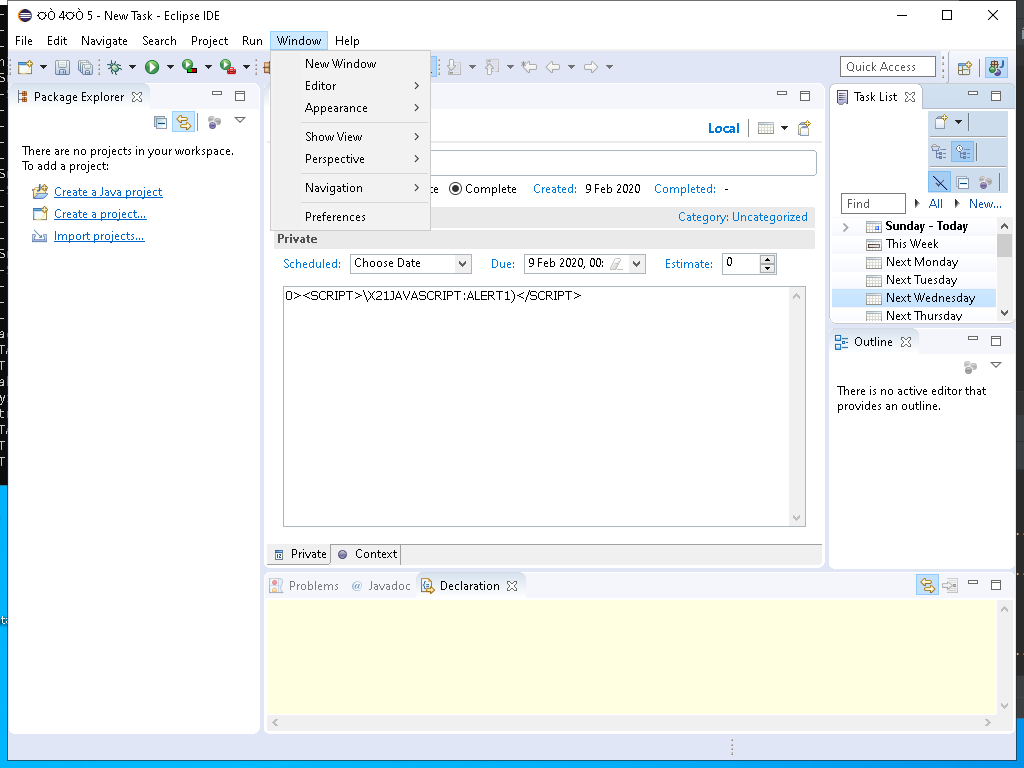 ѸÒ 4ѸÒ 5 - New Task - Eclipse IDE
File Edit Navigate Search Project Run Window Help
New Window
Editor
Appearance
Show View
Perspective
Navigation
Preferences
Quick Access
Package Explorer
There are no projects in your workspace.
To add a project:
Create a Java project
Create a project...
Import projects...
Local
Complete Created: 9 Feb 2020 Completed: -
Category: Uncategorized
Private
Scheduled: Choose Date Due: 9 Feb 2020, 00: Estimate: 0
0><SCRIPT>\X21JAVASCRIPT:ALERT1)</SCRIPT>
Private Context
Problems Javadoc Declaration
Task List
Find All New...
Sunday - Today
This Week
Next Monday
Next Tuesday
Next Wednesday
Next Thursday
Outline
There is no active editor that
provides an outline.